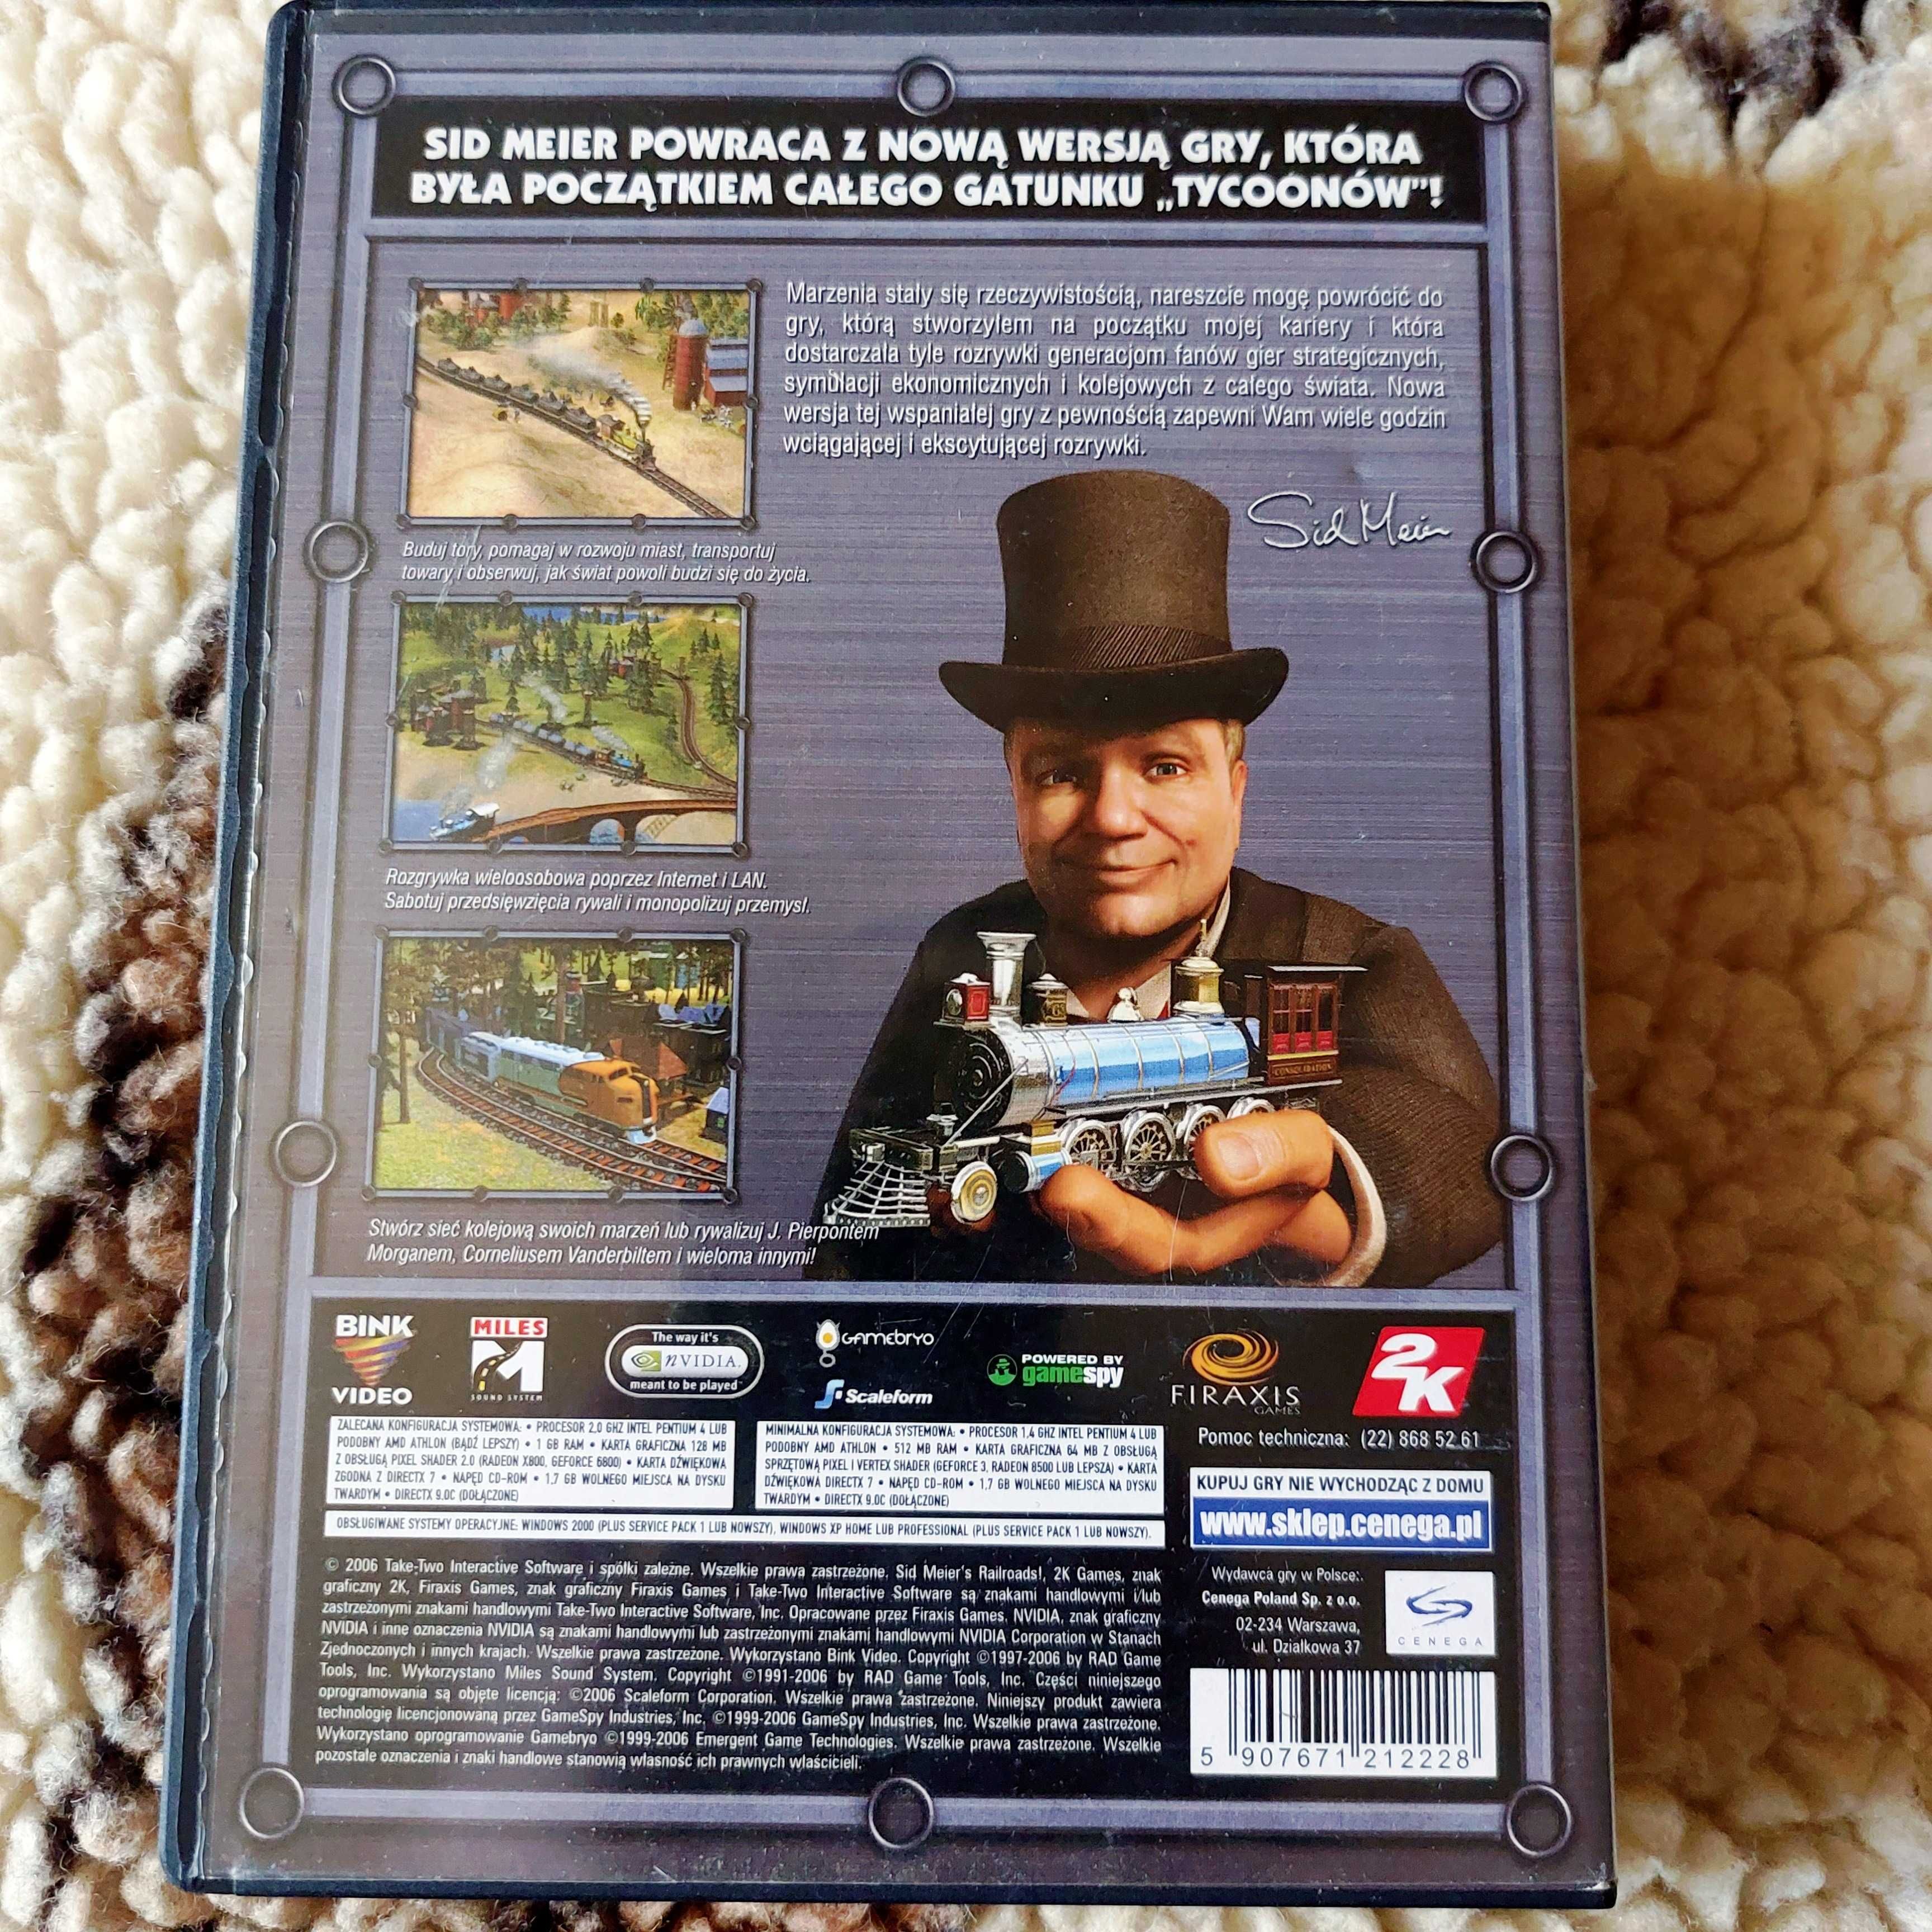 SID MEIER POWRACA Z NOWĄ WERSJĄ GRY, KTÓRA
BYŁA POCZĄTKIEM CAŁEGO GATUNKU „TYCOONÓW"!
Marzenia stały się rzeczywistością, nareszcie mogę powrócić do
gry, którą stworzyłem na początku mojej kariery i która
dostarczała tyle rozrywki generacjom fanów gier strategicznych,
symulacji ekonomicznych i kolejowych z całego świata. Nowa
wersja tej wspaniałej gry z pewnością zapewni Wam wiele godzin
wciągającej i ekscytującej rozrywki.
Sid Meier
Buduj tory, pomagaj w rozwoju miast, transportuj
towary i obserwuj, jak świat powoli budzi się do życia.
Rozgrywka wieloosobowa poprzez Internet i LAN.
Sabotuj przedsięwzięcia rywali i monopolizuj przemysł.
CONSOLIDATION
Stwórz sieć kolejową swoich marzeń lub rywalizuj J. Pierpontem
Morganem, Corneliusem Vanderbiltem i wieloma innymi!
BINK
VIDEO
MILES
SOUND SYSTEM
The way it's
NVIDIA.
meant to be played
GAMEBRYO
Scaleform
POWERED BY
gamespy
FIRAXIS
GAMES
2K
ZALECANA KONFIGURACJA SYSTEMOWA: • PROCESOR 2.0 GHZ INTEL PENTIUM 4 LUB
PODOBNY AMD ATHLON (BĄDŹ LEPSZY) • 1 GB RAM • KARTA GRAFICZNA 128 MB
Z OBSŁUGĄ PIXEL SHADER 2.0 (RADEON X800, GEFORCE 6800) • KARTA DŹWIĘKOWA
ZGODNA Z DIRECTX 7 • NAPĘD CD-ROM • 1,7 GB WOLNEGO MIEJSCA NA DYSKU
TWARDYM • DIRECTX 9.0C (DOŁĄCZONE)
MINIMALNA KONFIGURACJA SYSTEMOWA: • PROCESOR 1.4 GHZ INTEL PENTIUM 4 LUB
PODOBNY AMD ATHLON • 512 MB RAM • KARTA GRAFICZNA 64 MB Z OBSŁUGĄ
SPRZĘTOWĄ PIXEL I VERTEX SHADER (GEFORCE 3, RADEON 8500 LUB LEPSZA) • KARTA
DŹWIĘKOWA DIRECTX 7 • NAPĘD CD-ROM • 1,7 GB WOLNEGO MIEJSCA NA DYSKU
TWARDYM • DIRECTX 9.0C (DOŁĄCZONE)
OBSŁUGIWANE SYSTEMY OPERACYJNE: WINDOWS 2000 (PLUS SERVICE PACK 1 LUB NOWSZY), WINDOWS XP HOME LUB PROFESSIONAL (PLUS SERVICE PACK 1 LUB NOWSZY).
Pomoc techniczna: (22) 868 52 61
KUPUJ GRY NIE WYCHODZĄC Z DOMU
www.sklep.cenega.pl
© 2006 Take-Two Interactive Software i spółki zależne. Wszelkie prawa zastrzeżone. Sid Meier's Railroads!, 2K Games, znak
graficzny 2K, Firaxis Games, znak graficzny Firaxis Games i Take-Two Interactive Software są znakami handlowymi i/lub
zastrzeżonymi znakami handlowymi Take-Two Interactive Software, Inc. Opracowane przez Firaxis Games. NVIDIA, znak graficzny
NVIDIA i inne oznaczenia NVIDIA są znakami handlowymi lub zastrzeżonymi znakami handlowymi NVIDIA Corporation w Stanach
Zjednoczonych i innych krajach. Wszelkie prawa zastrzeżone. Wykorzystano Bink Video. Copyright ©1997-2006 by RAD Game
Tools, Inc. Wykorzystano Miles Sound System. Copyright ©1991-2006 by RAD Game Tools, Inc. Części niniejszego
oprogramowania są objęte licencją: ©2006 Scaleform Corporation. Wszelkie prawa zastrzeżone. Niniejszy produkt zawiera
technologię licencjonowaną przez GameSpy Industries, Inc. ©1999-2006 GameSpy Industries, Inc. Wszelkie prawa zastrzeżone.
Wykorzystano oprogramowanie Gamebryo ©1999-2006 Emergent Game Technologies. Wszelkie prawa zastrzeżone. Wszelkie
pozostałe oznaczenia i znaki handlowe stanowią własność ich prawnych właścicieli.
Wydawca gry w Polsce:
Cenega Poland Sp. z o.o.
02-234 Warszawa,
ul. Działkowa 37
CENEGA
5 907671 212228